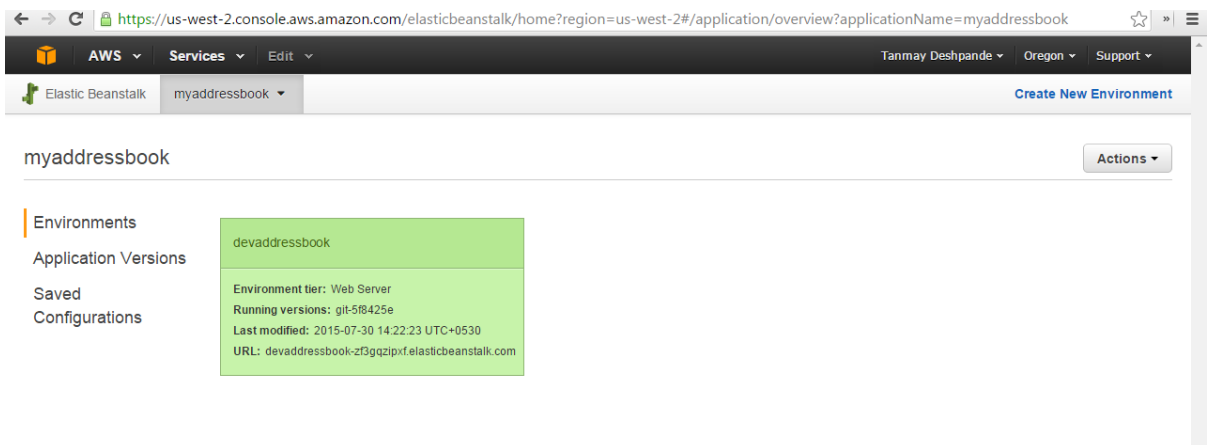 https://us-west-2.console.aws.amazon.com/elasticbeanstalk/home?region=us-west-2#/application/overview?applicationName=myaddressbook »
AWS Services Edit Tanmay Deshpande Oregon Support
Elastic Beanstalk myaddressbook Create New Environment
myaddressbook Actions
Environments
Application Versions
Saved
Configurations
devaddressbook
Environment tier: Web Server
Running versions: git-5f8425e
Last modified: 2015-07-30 14:22:23 UTC+0530
URL: devaddressbook-zf3gqzipxf.elasticbeanstalk.com